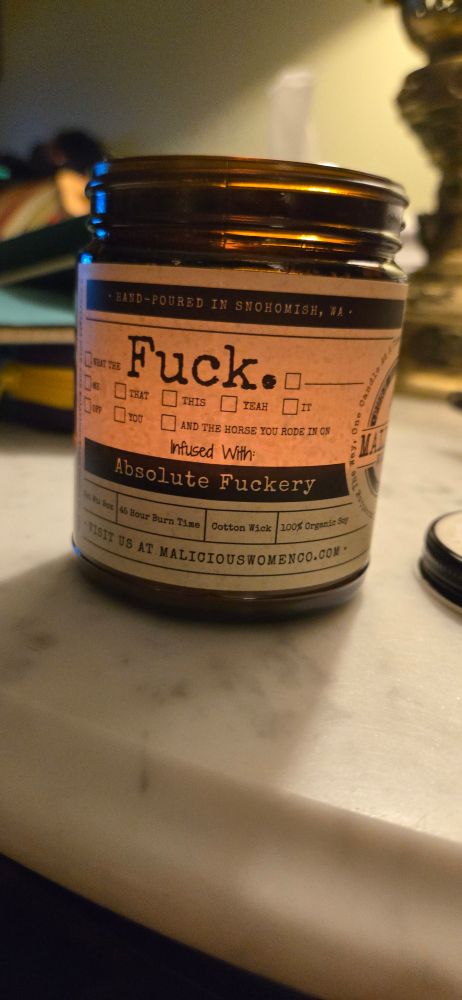 · HAND-POURED IN SNOHOMISH, WA ·
☐ WHAT THE Fuck. ☐
☐ ME ☐ THAT ☐ THIS ☐ YEAH ☐ IT
☐ OFF ☐ YOU ☐ AND THE HORSE YOU RODE IN ON
Infused With:
Absolute Fuckery
45 Hour Burn Time Cotton Wick 100% Organic Soy
· VISIT US AT MALICIOUSWOMENCO.COM ·
One Candle